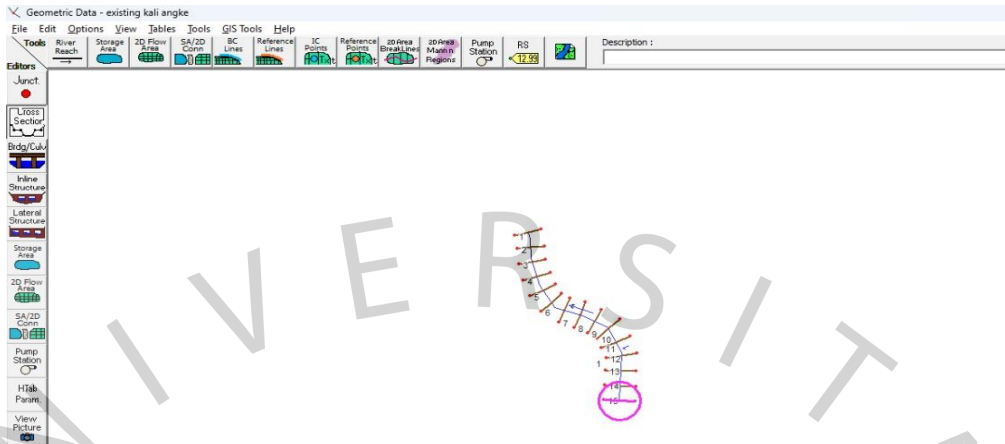 Geometric Data - existing kali angke
File Edit Options View Tables Tools GIS Tools Help
Tools River Reach Storage Area 2D Flow Area SA/2D Conn BC Lines Reference Lines IC Points Reference Points 2D Area BreakLines 2D Area Mann n Regions Pump Station RS Description :
12.99
Editors
Junct.
Cross Section
Brdg/Culv
Inline Structure
Lateral Structure
Storage Area
2D Flow Area
SA/2D Conn
Pump Station
HTab Param.
View Picture
1
2
3
4
5
6
7
8
9
10
11
12
1
13
14
15
UNIVERSITA